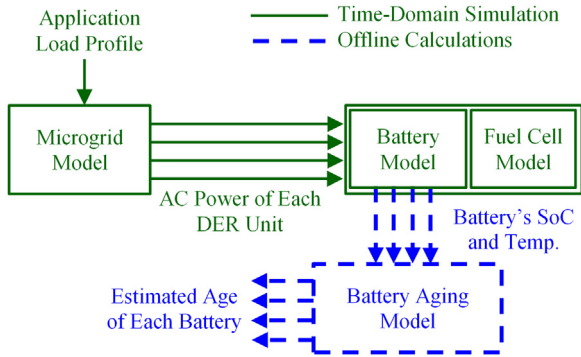 Application
Load Profile
Time-Domain Simulation
Offline Calculations
Microgrid
Model
AC Power of Each
DER Unit
Battery
Model
Fuel Cell
Model
Battery's SoC
and Temp.
Estimated Age
of Each Battery
Battery Aging
Model